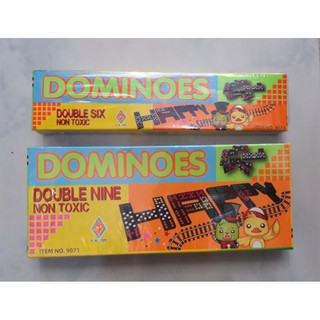 DOMINOES
DOUBLE SIX
NON TOXIC
HAPPY
DOMINOES
DOUBLE NINE
NON TOXIC
HAPPY
ITEM NO. 9071